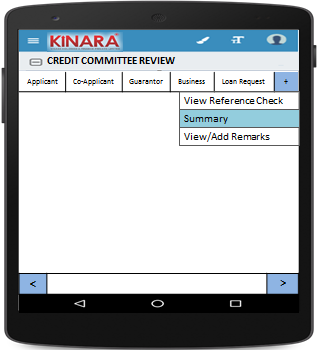 KINARA
CREDIT COMMITTEE REVIEW
Applicant Co-Applicant Guarantor Business Loan Request +
View Reference Check
Summary
View/Add Remarks
< >